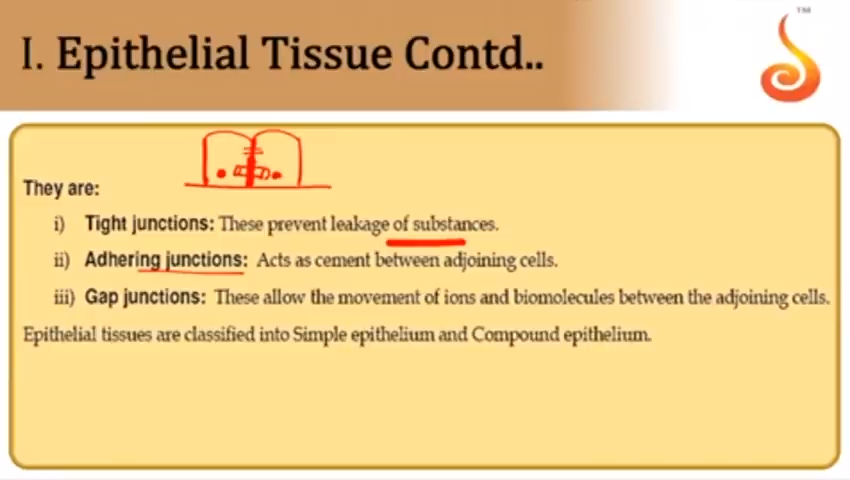 I. Epithelial Tissue Contd..
TM
They are:
i) Tight junctions: These prevent leakage of substances.
ii) Adhering junctions: Acts as cement between adjoining cells.
iii) Gap junctions: These allow the movement of ions and biomolecules between the adjoining cells.
Epithelial tissues are classified into Simple epithelium and Compound epithelium.